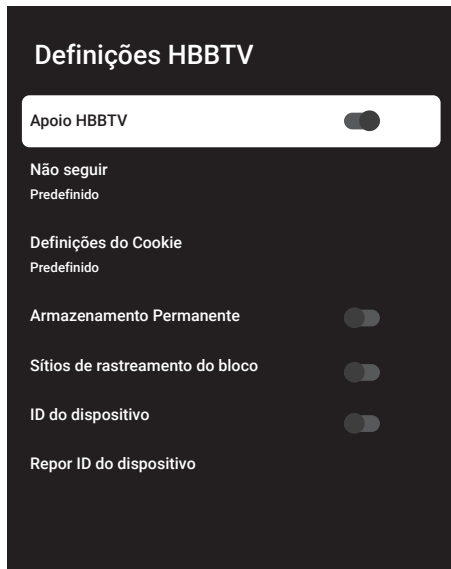 Definições HBBTV
Apoio HBBTV
Não seguir
Predefinido
Definições do Cookie
Predefinido
Armazenamento Permanente
Sítios de rastreamento do bloco
ID do dispositivo
Repor ID do dispositivo